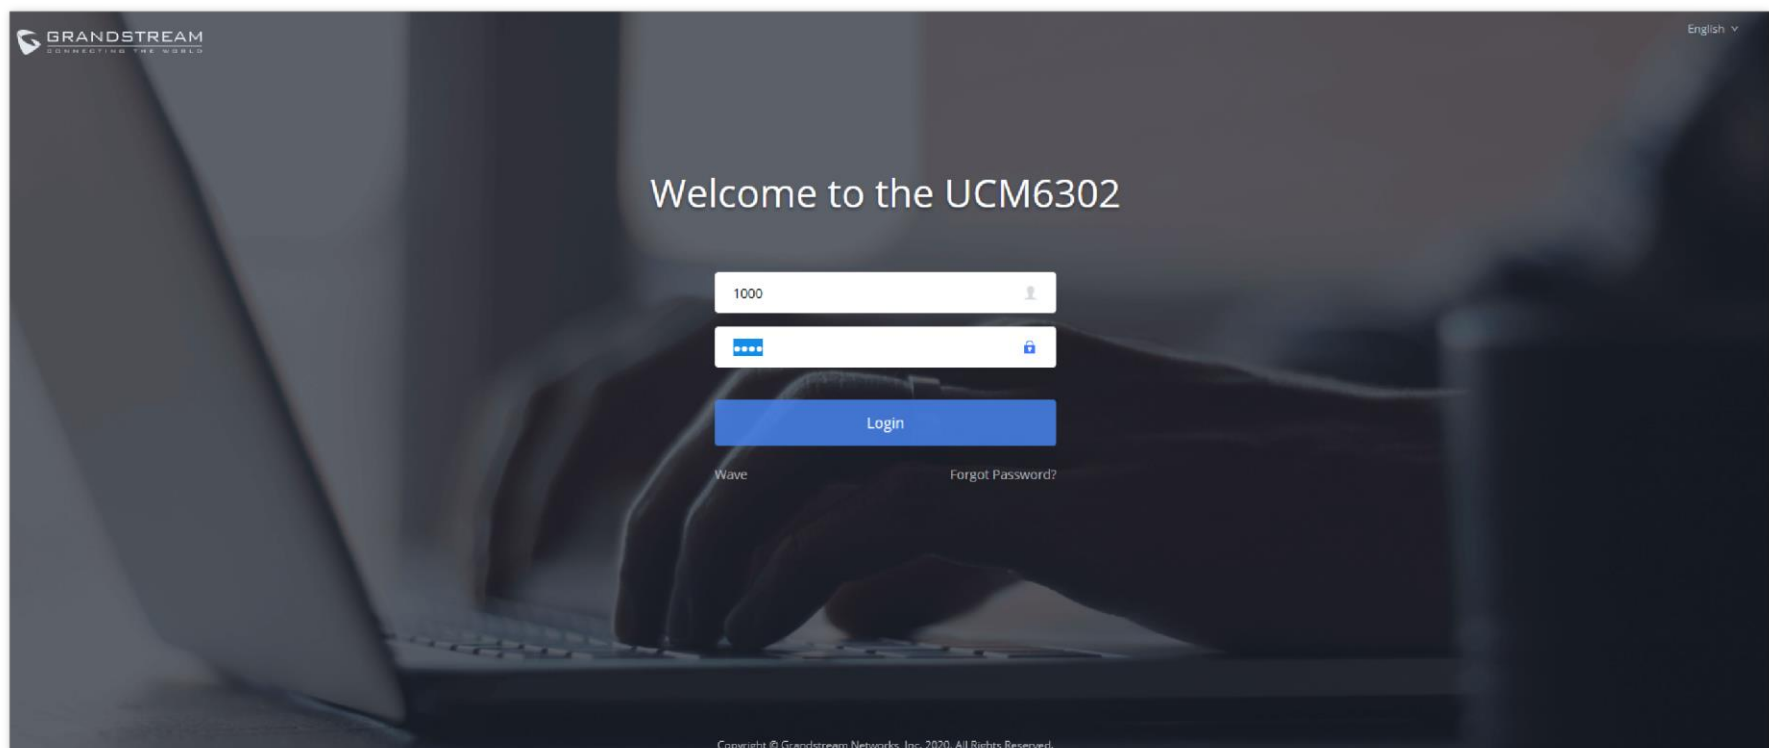 GRANDSTREAM
CONNECTING THE WORLD
English
Welcome to the UCM6302
1000
••••
Login
Wave
Forgot Password?
Copyright © Grandstream Networks, Inc. 2020. All Rights Reserved.